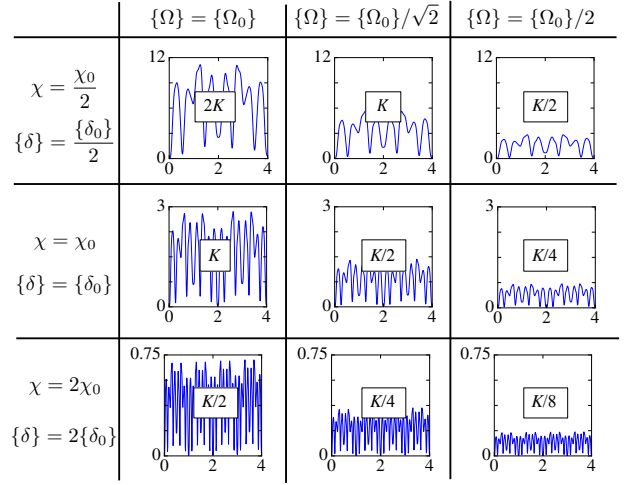 {Ω} = {Ω₀} {Ω} = {Ω₀}/√2 {Ω} = {Ω₀}/2
χ = χ₀/2
{δ} = {δ₀}/2
12 12 12
2K K K/2
0 0 0
0 2 4 0 2 4 0 2 4
χ = χ₀
{δ} = {δ₀}
3 3 3
K K/2 K/4
0 0 0
0 2 4 0 2 4 0 2 4
χ = 2χ₀
{δ} = 2{δ₀}
0.75 0.75 0.75
K/2 K/4 K/8
0 0 0
0 2 4 0 2 4 0 2 4